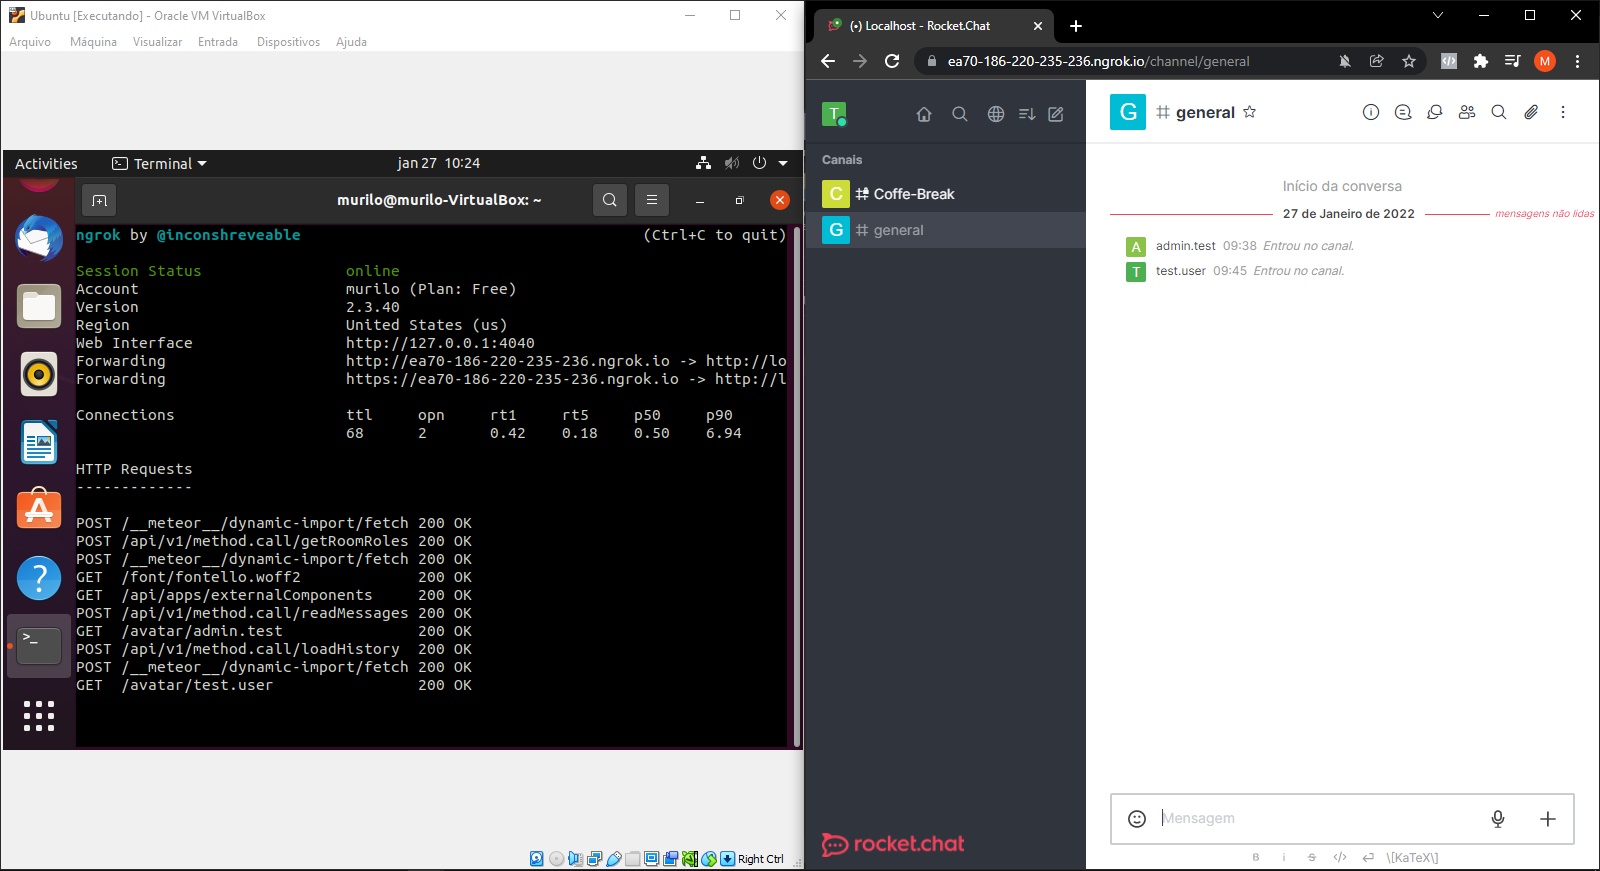 Ubuntu [Executando] - Oracle VM VirtualBox
Arquivo Máquina Visualizar Entrada Dispositivos Ajuda
Activities Terminal jan 27 10:24
murilo@murilo-VirtualBox: ~
ngrok by @inconshreveable (Ctrl+C to quit)
Session Status online
Account murilo (Plan: Free)
Version 2.3.40
Region United States (us)
Web Interface http://127.0.0.1:4040
Forwarding http://ea70-186-220-235-236.ngrok.io -> http://lo
Forwarding https://ea70-186-220-235-236.ngrok.io -> http://l
Connections ttl opn rt1 rt5 p50 p90
68 2 0.42 0.18 0.50 6.94
HTTP Requests
-------------
POST /__meteor__/dynamic-import/fetch 200 OK
POST /api/v1/method.call/getRoomRoles 200 OK
POST /__meteor__/dynamic-import/fetch 200 OK
GET /font/fontello.woff2 200 OK
GET /api/apps/externalComponents 200 OK
POST /api/v1/method.call/readMessages 200 OK
GET /avatar/admin.test 200 OK
POST /api/v1/method.call/loadHistory 200 OK
POST /__meteor__/dynamic-import/fetch 200 OK
GET /avatar/test.user 200 OK
Right Ctrl
(•) Localhost - Rocket.Chat
ea70-186-220-235-236.ngrok.io/channel/general
M
T
Canais
C Coffe-Break
G # general
rocket.chat
G # general
Início da conversa
27 de Janeiro de 2022 mensagens não lidas
A admin.test 09:38 Entrou no canal.
T test.user 09:45 Entrou no canal.
Mensagem
B i S </> \[KaTeX\]